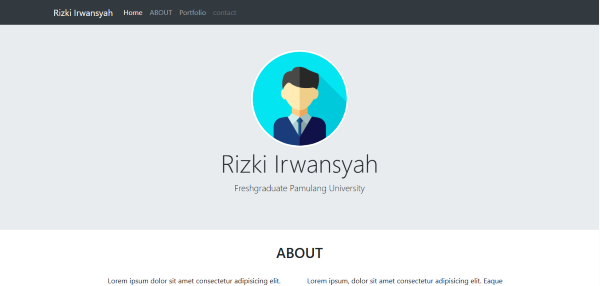 Rizki Irwansyah Home ABOUT Portfolio contact
Rizki Irwansyah
Freshgraduate Pamulang University
ABOUT
Lorem ipsum dolor sit amet consectetur adipisicing elit.
Lorem ipsum, dolor sit amet consectetur adipisicing elit. Eaque